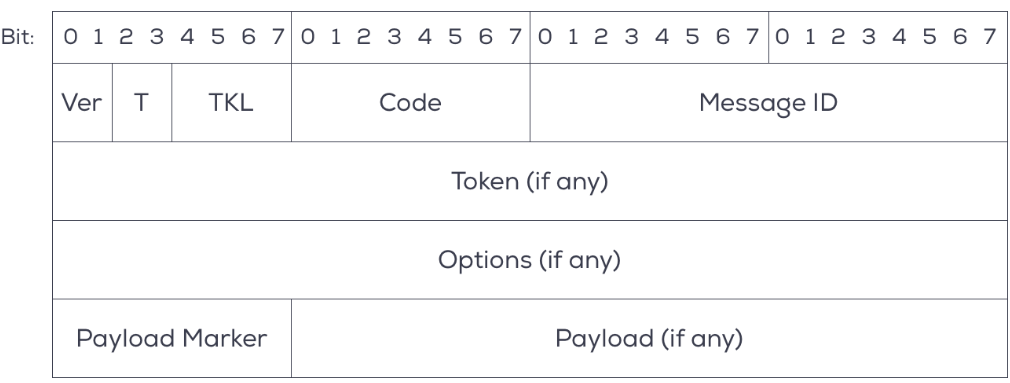 Bit: 0 1 2 3 4 5 6 7 0 1 2 3 4 5 6 7 0 1 2 3 4 5 6 7 0 1 2 3 4 5 6 7
Ver T TKL Code Message ID
Token (if any)
Options (if any)
Payload Marker Payload (if any)